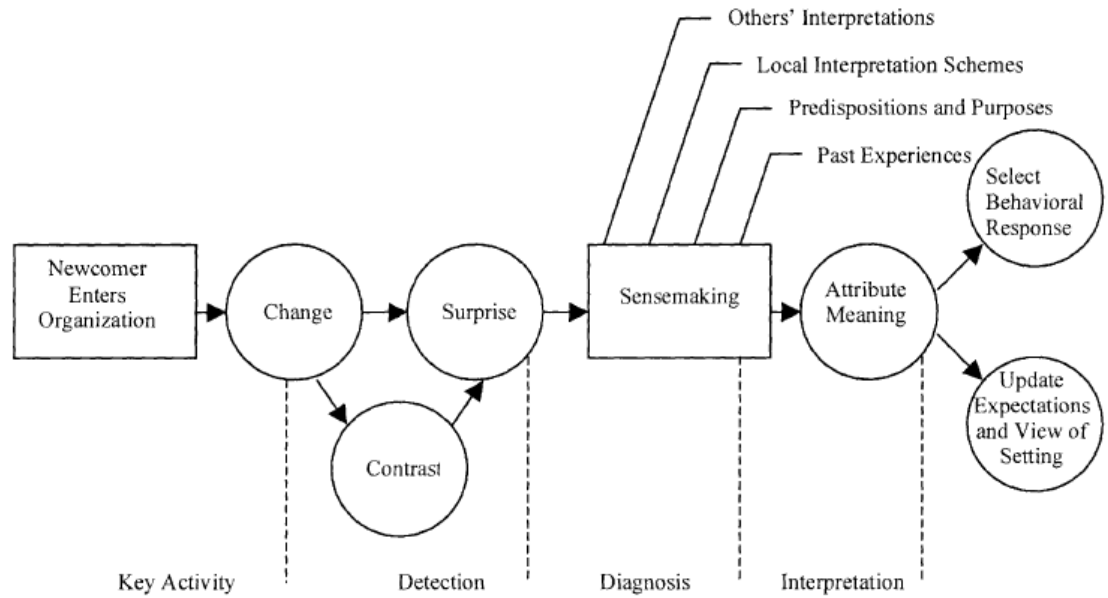 Others' Interpretations
Local Interpretation Schemes
Predispositions and Purposes
Past Experiences
Select
Behavioral
Response
Newcomer
Enters
Organization
Change
Surprise
Sensemaking
Attribute
Meaning
Contrast
Update
Expectations
and View of
Setting
Key Activity
Detection
Diagnosis
Interpretation